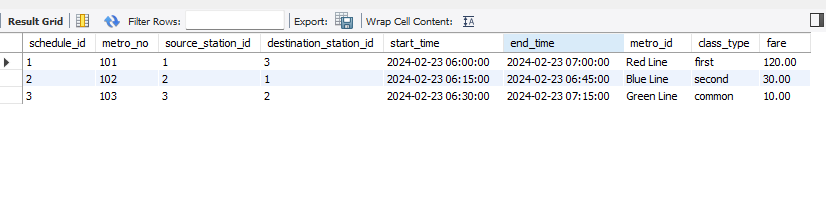 Result Grid Filter Rows: Export: Wrap Cell Content: IA
schedule_id metro_no source_station_id destination_station_id start_time end_time metro_id class_type fare
1 101 1 3 2024-02-23 06:00:00 2024-02-23 07:00:00 Red Line first 120.00
2 102 2 1 2024-02-23 06:15:00 2024-02-23 06:45:00 Blue Line second 30.00
3 103 3 2 2024-02-23 06:30:00 2024-02-23 07:15:00 Green Line common 10.00